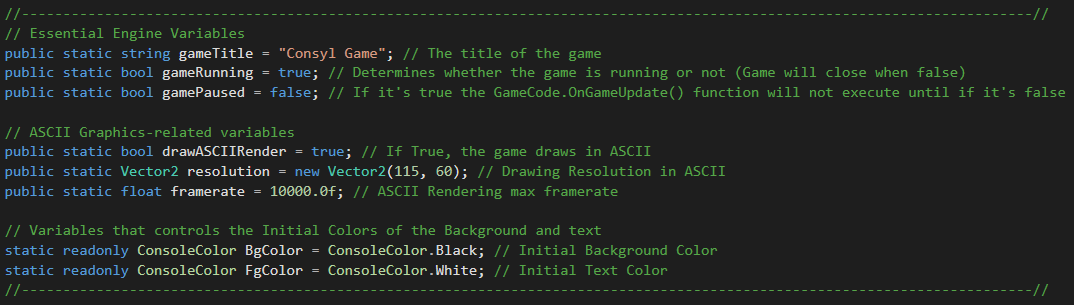 //--------------------------------------------------------------------------------------------------------------------------//
// Essential Engine Variables
public static string gameTitle = "Consyl Game"; // The title of the game
public static bool gameRunning = true; // Determines whether the game is running or not (Game will close when false)
public static bool gamePaused = false; // If it's true the GameCode.OnGameUpdate() function will not execute until if it's false
// ASCII Graphics-related variables
public static bool drawASCIIRender = true; // If True, the game draws in ASCII
public static Vector2 resolution = new Vector2(115, 60); // Drawing Resolution in ASCII
public static float framerate = 10000.0f; // ASCII Rendering max framerate
// Variables that controls the Initial Colors of the Background and text
static readonly ConsoleColor BgColor = ConsoleColor.Black; // Initial Background Color
static readonly ConsoleColor FgColor = ConsoleColor.White; // Initial Text Color
//--------------------------------------------------------------------------------------------------------------------------//